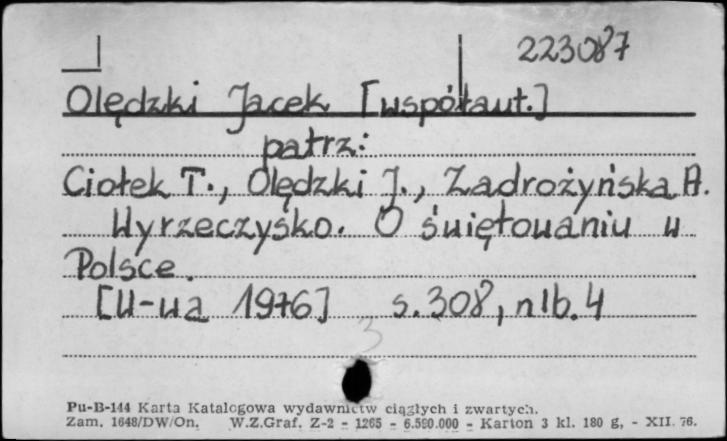 223087
Olędzki Jacek [współaut.]
patrz:
Ciołek T., Olędzki J., Zadrożyńska A.
Wyrzeczysko. O świętowaniu w
Polsce.
[W-wa 1976] s. 308, nlb. 4
3
Pu-B-144 Karta Katalogowa wydawnictw ciągłych i zwartych.
Zam. 1648/DW/On. W.Z.Graf. Z-2 - 1265 - 6.590.000 - Karton 3 kl. 180 g, - XII. 76.